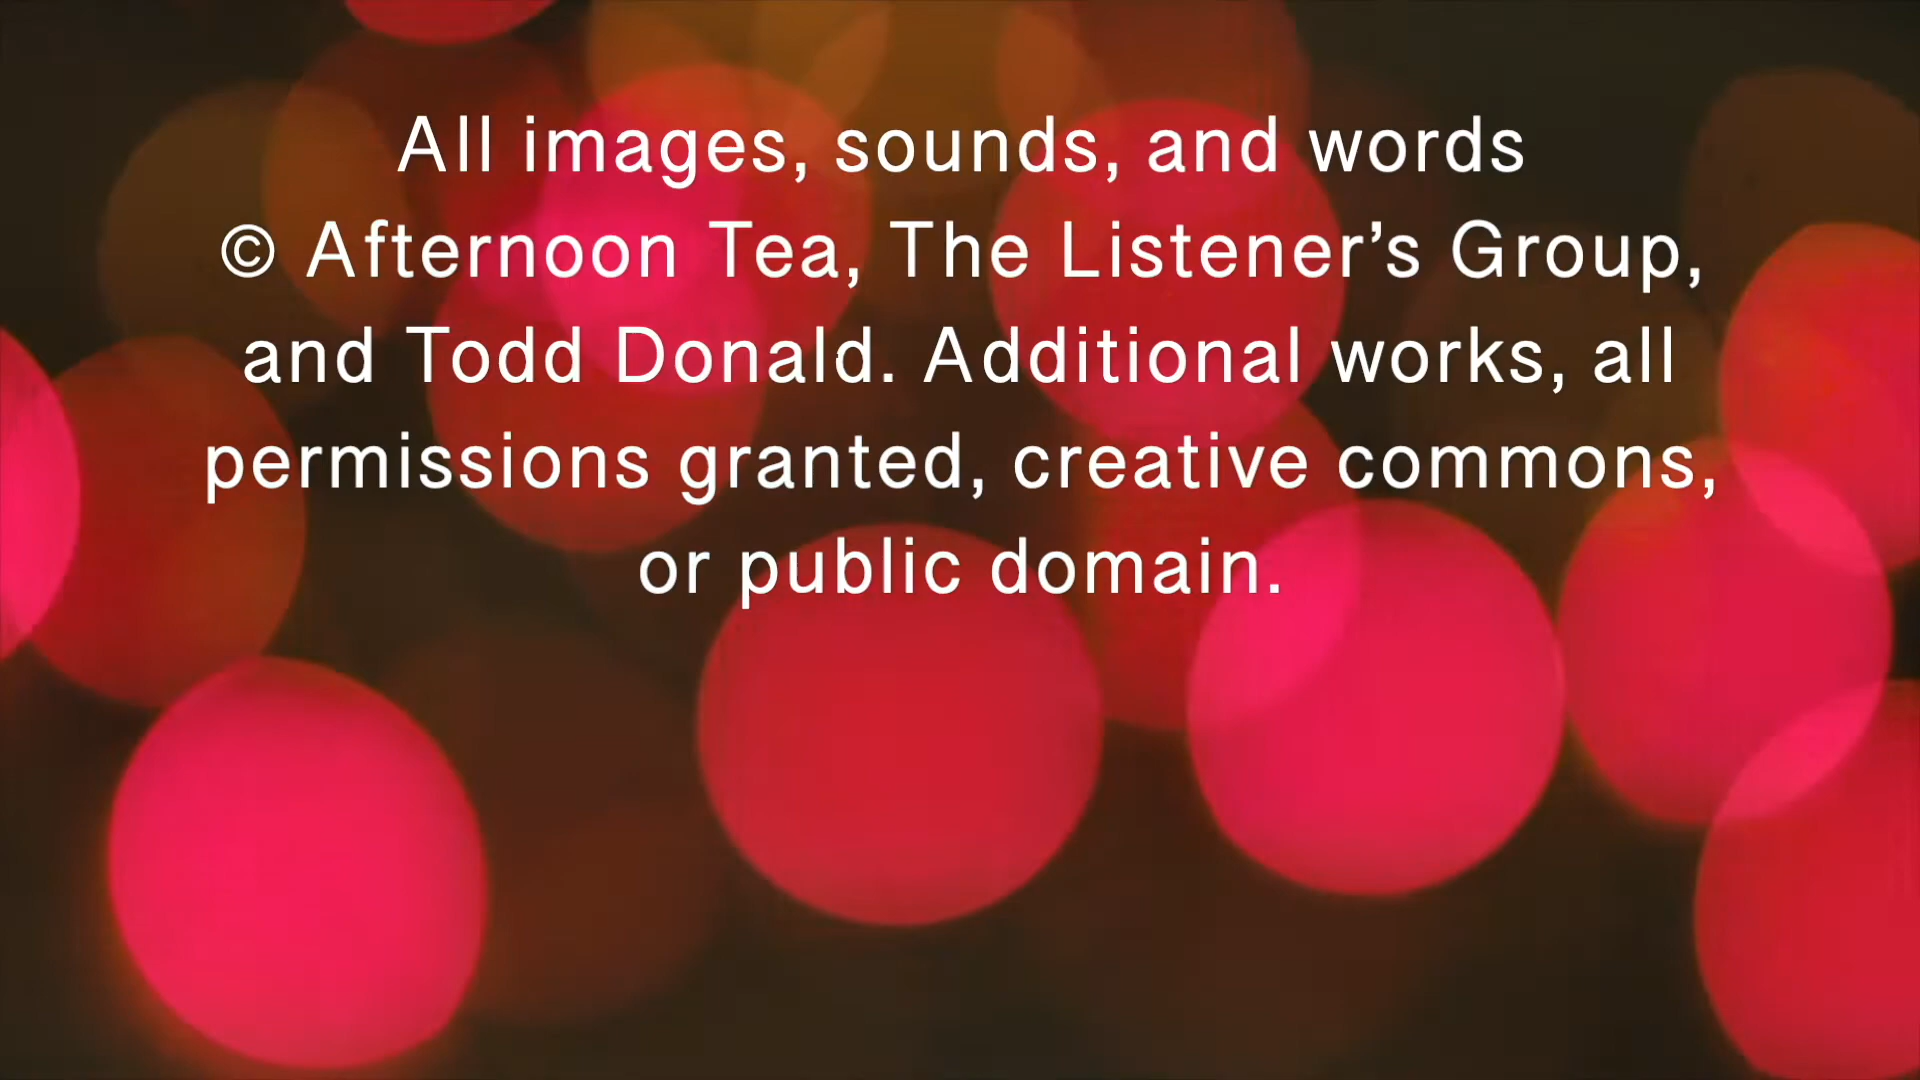 All images, sounds, and words
© Afternoon Tea, The Listener’s Group,
and Todd Donald. Additional works, all
permissions granted, creative commons,
or public domain.